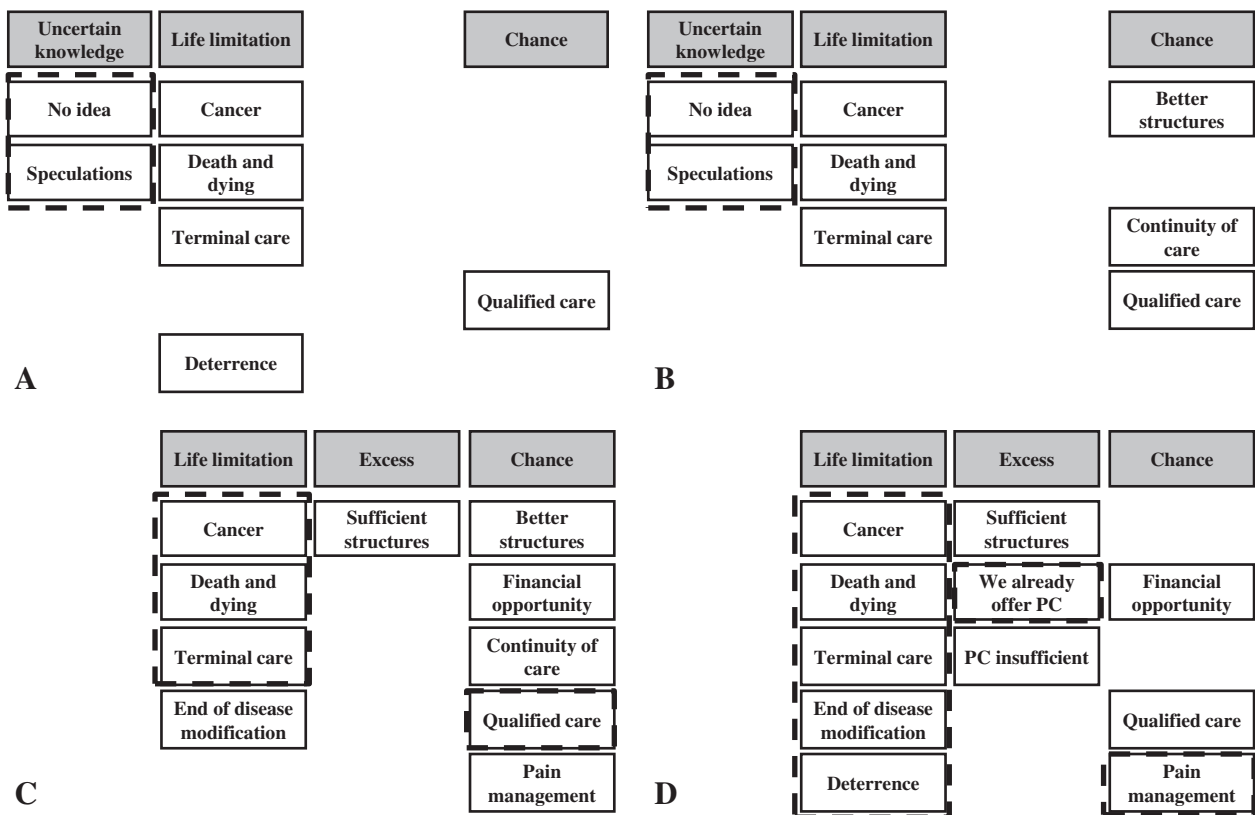 Uncertain
knowledge
Life limitation
Chance
No idea
Cancer
Speculations
Death and
dying
Terminal care
Qualified care
Deterrence
A
Uncertain
knowledge
Life limitation
Chance
No idea
Cancer
Better
structures
Speculations
Death and
dying
Terminal care
Continuity of
care
Qualified care
B
Life limitation
Excess
Chance
Cancer
Sufficient
structures
Better
structures
Death and
dying
Financial
opportunity
Terminal care
Continuity of
care
End of disease
modification
Qualified care
Pain
management
C
Life limitation
Excess
Chance
Cancer
Sufficient
structures
Death and
dying
We already
offer PC
Financial
opportunity
Terminal care
PC insufficient
End of disease
modification
Qualified care
Deterrence
Pain
management
D